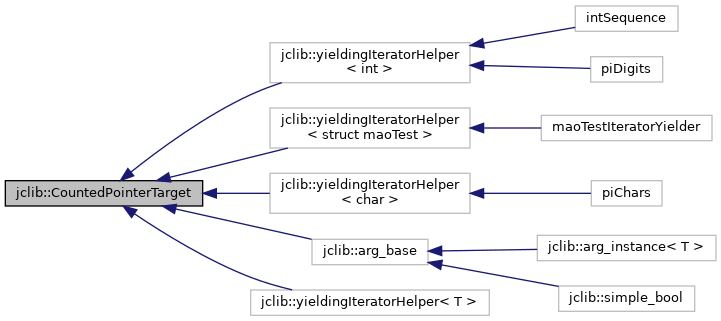 intSequence
jclib::yieldingIteratorHelper
< int >
piDigits
jclib::yieldingIteratorHelper
< struct maoTest >
maoTestIteratorYielder
jclib::CountedPointerTarget
jclib::yieldingIteratorHelper
< char >
piChars
jclib::arg_base
jclib::arg_instance< T >
jclib::simple_bool
jclib::yieldingIteratorHelper< T >